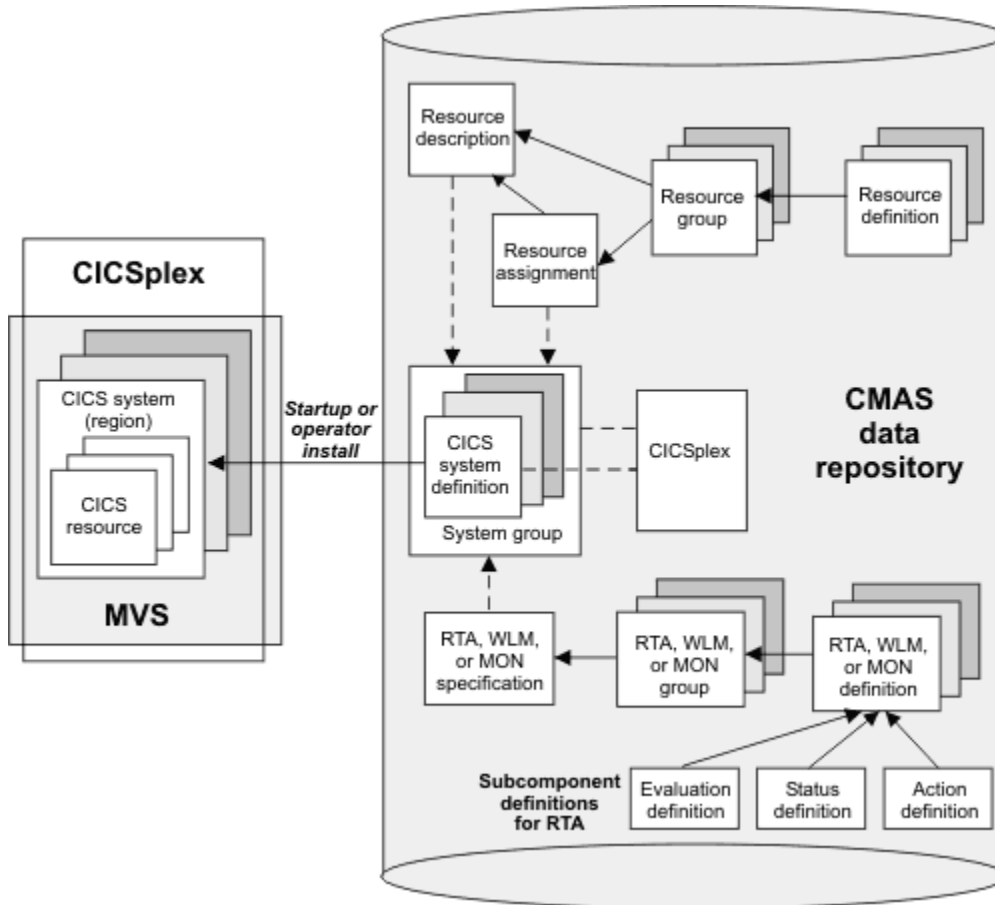 Resource
description
Resource
group
Resource
definition
Resource
assignment
CICSplex
CICS system
(region)
CICS
resource
MVS
Startup or
operator
install
CICS
system
definition
System group
CICSplex
CMAS
data
repository
RTA, WLM,
or MON
specification
RTA, WLM,
or MON
group
RTA, WLM,
or MON
definition
Subcomponent
definitions
for RTA
Evaluation
definition
Status
definition
Action
definition